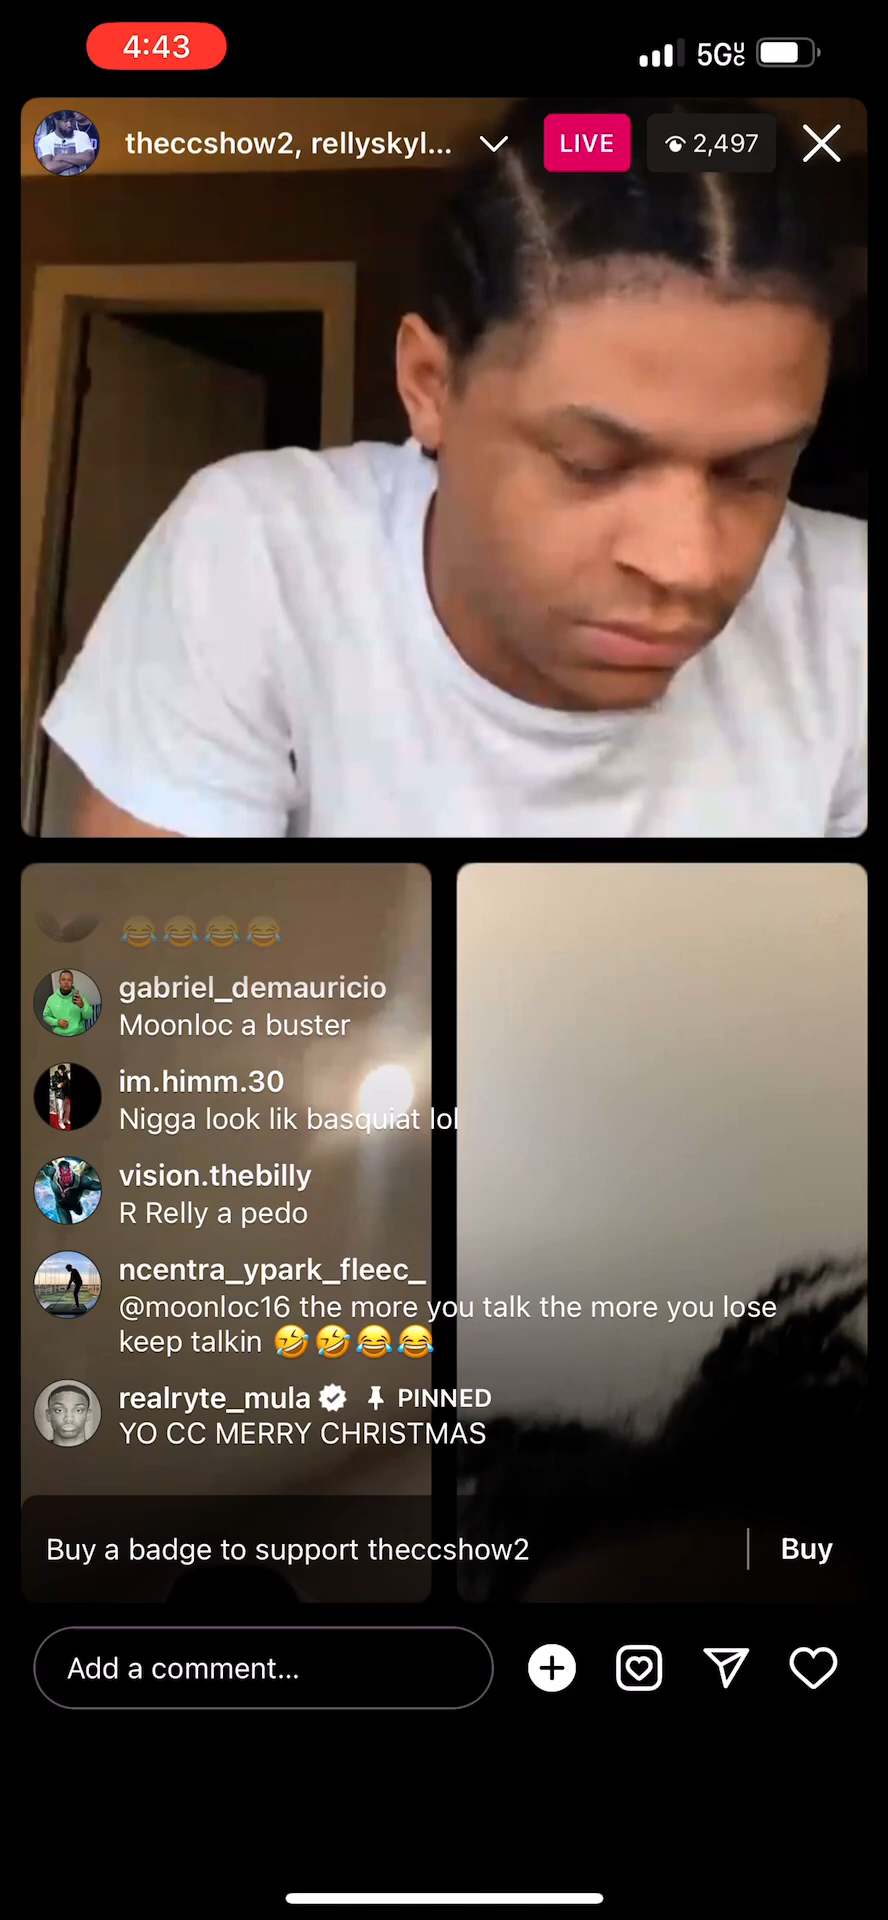 4:43
5GUC
theccshow2, rellyskyl...
LIVE
2,497
😂😂😂😂
gabriel_demauricio
Moonloc a buster
im.himm.30
Nigga look lik basquiat lol
vision.thebilly
R Relly a pedo
ncentra_ypark_fleec_
@moonloc16 the more you talk the more you lose
keep talkin 🤣🤣😂😂
realryte_mula PINNED
YO CC MERRY CHRISTMAS
Buy a badge to support theccshow2
Buy
Add a comment...